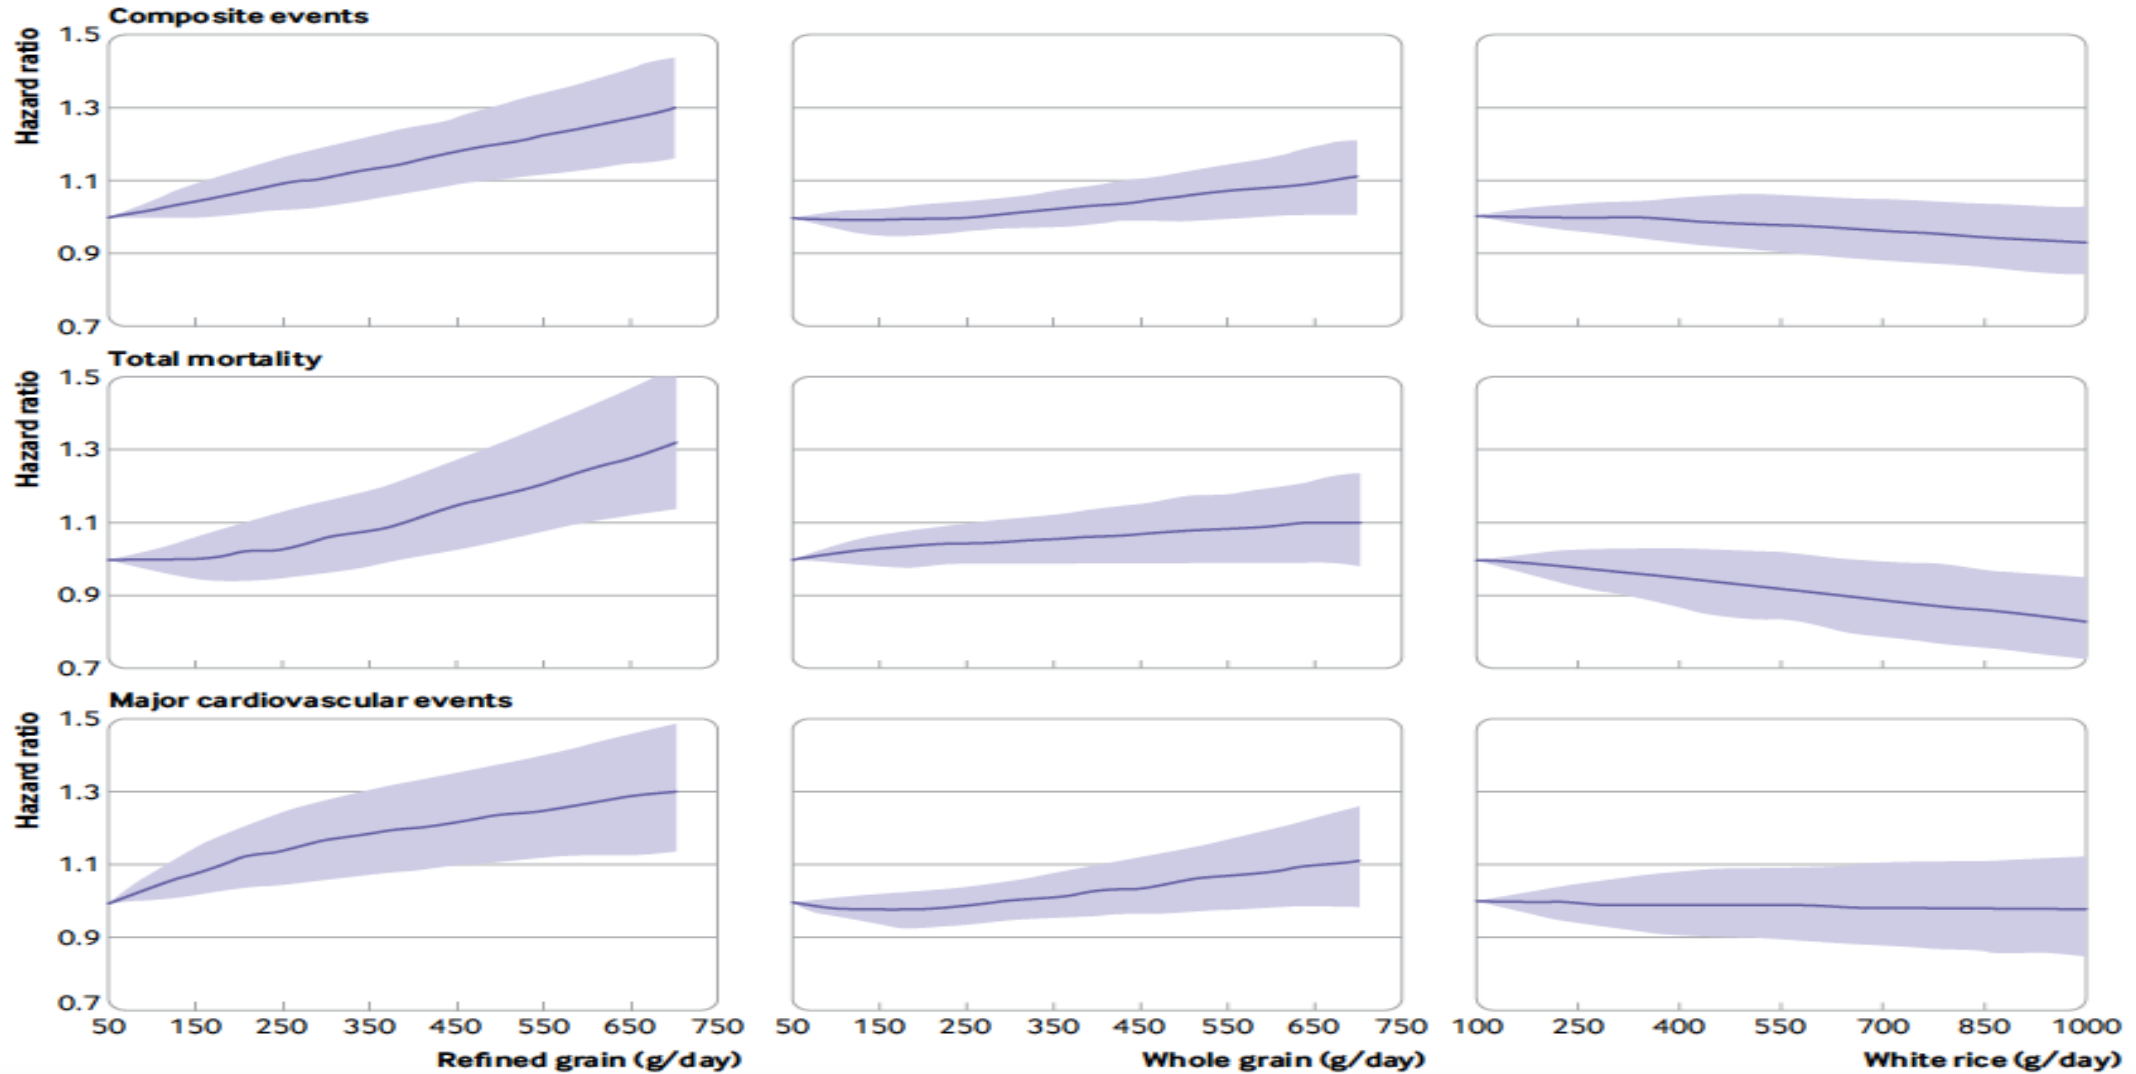 Composite events
Hazard ratio
1.5
1.3
1.1
0.9
0.7
Total mortality
Hazard ratio
1.5
1.3
1.1
0.9
0.7
Major cardiovascular events
Hazard ratio
1.5
1.3
1.1
0.9
0.7
50 150 250 350 450 550 650 750
Refined grain (g/day)
50 150 250 350 450 550 650 750
Whole grain (g/day)
100 250 400 550 700 850 1000
White rice (g/day)